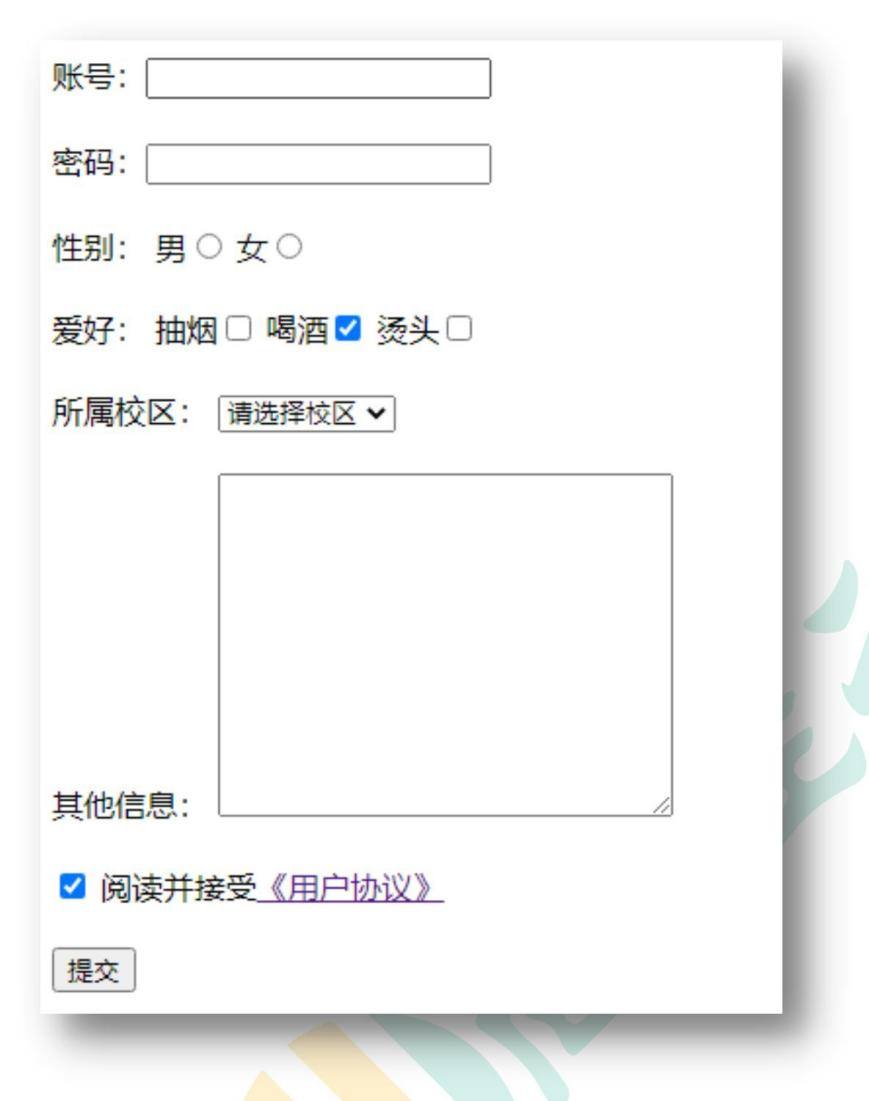 账号：
密码：
性别： 男 女
爱好： 抽烟 喝酒 烫头
所属校区： 请选择校区
其他信息：
阅读并接受《用户协议》
提交